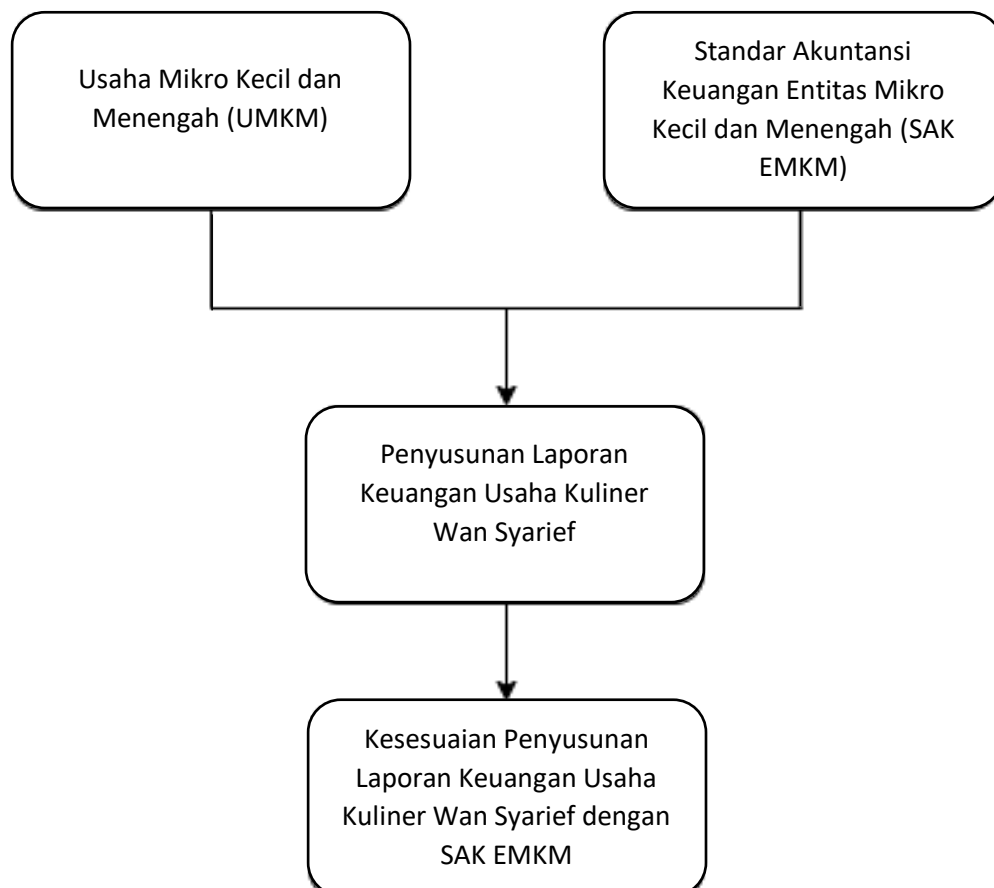 Usaha Mikro Kecil dan
Menengah (UMKM)
Standar Akuntansi
Keuangan Entitas Mikro
Kecil dan Menengah (SAK
EMKM)
Penyusunan Laporan
Keuangan Usaha Kuliner
Wan Syarief
Kesesuaian Penyusunan
Laporan Keuangan Usaha
Kuliner Wan Syarief dengan
SAK EMKM